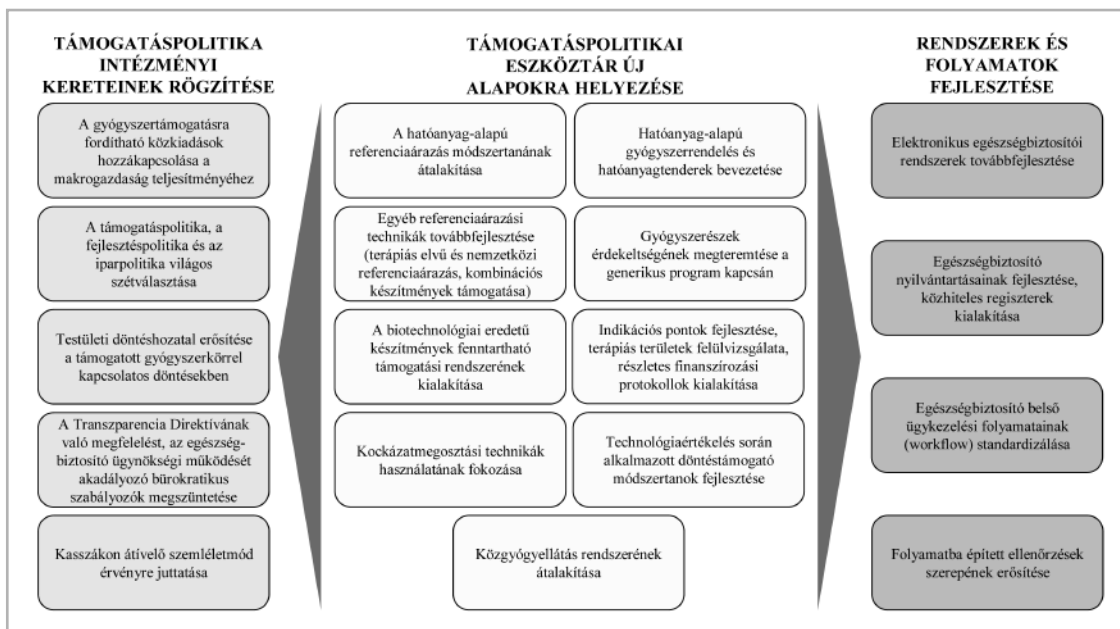 TÁMOGATÁSPOLITIKA
INTÉZMÉNYI
KERETEINEK RÖGZÍTÉSE
A gyógyszertámogatásra
fordítható közkiadások
hozzákapcsolása a
makrogazdaság teljesítményéhez
A támogatáspolitika, a
fejlesztéspolitika és az
iparpolitika világos
szétválasztása
Testületi döntéshozatal erősítése
a támogatott gyógyszerkörrel
kapcsolatos döntésekben
A Transzparencia Direktívának
való megfelelést, az egészség-
biztosító ügynökségi működését
akadályozó bürokratikus
szabályozók megszüntetése
Kasszákon átívelő szemléletmód
érvényre juttatása
TÁMOGATÁSPOLITIKAI
ESZKÖZTÁR ÚJ
ALAPOKRA HELYEZÉSE
A hatóanyag-alapú
referenciaárazás módszertanának
átalakítása
Hatóanyag-alapú
gyógyszerrendelés és
hatóanyagtenderek bevezetése
Egyéb referenciaárazási
technikák továbbfejlesztése
(terápiás elvű és nemzetközi
referenciaárazás, kombinációs
készítmények támogatása)
Gyógyszerészek
érdekeltségének megteremtése a
generikus program kapcsán
A biotechnológiai eredetű
készítmények fenntartható
támogatási rendszerének
kialakítása
Indikációs pontok fejlesztése,
terápiás területek felülvizsgálata,
részletes finanszírozási
protokollok kialakítása
Kockázatmegosztási technikák
használatának fokozása
Technológiaértékelés során
alkalmazott döntéstámogató
módszertanok fejlesztése
Közgyógyellátás rendszerének
átalakítása
RENDSZEREK ÉS
FOLYAMATOK
FEJLESZTÉSE
Elektronikus egészségbiztosítói
rendszerek továbbfejlesztése
Egészségbiztosító
nyilvántartásainak fejlesztése,
közhiteles regiszterek
kialakítása
Egészségbiztosító belső
ügykezelési folyamatainak
(workflow) standardizálása
Folyamatba épített ellenőrzések
szerepének erősítése